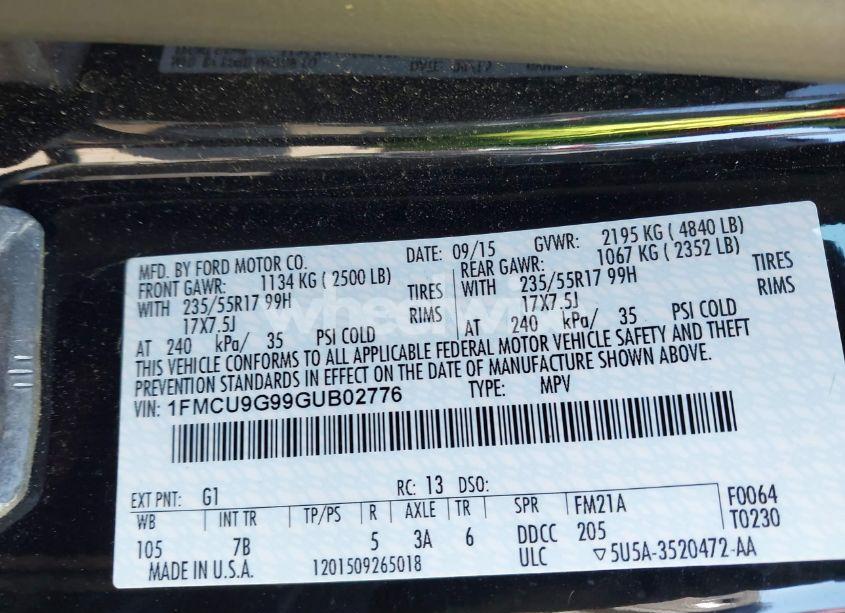 MFD. BY FORD MOTOR CO. DATE: 09/15 GVWR: 2195 KG ( 4840 LB)
FRONT GAWR: 1134 KG ( 2500 LB) REAR GAWR: 1067 KG ( 2352 LB)
WITH 235/55R17 99H TIRES WITH 235/55R17 99H TIRES
17X7.5J RIMS 17X7.5J RIMS
AT 240 kPa/ 35 PSI COLD AT 240 kPa/ 35 PSI COLD
THIS VEHICLE CONFORMS TO ALL APPLICABLE FEDERAL MOTOR VEHICLE SAFETY AND THEFT
PREVENTION STANDARDS IN EFFECT ON THE DATE OF MANUFACTURE SHOWN ABOVE.
VIN: 1FMCU9G99GUB02776 TYPE: MPV
EXT PNT: G1 RC: 13 DSO: F0064
WB INT TR TP/PS R AXLE TR SPR FM21A T0230
105 7B 5 3A 6 DDCC 205
MADE IN U.S.A. 1201509265018 ULC ▽5U5A-3520472-AA